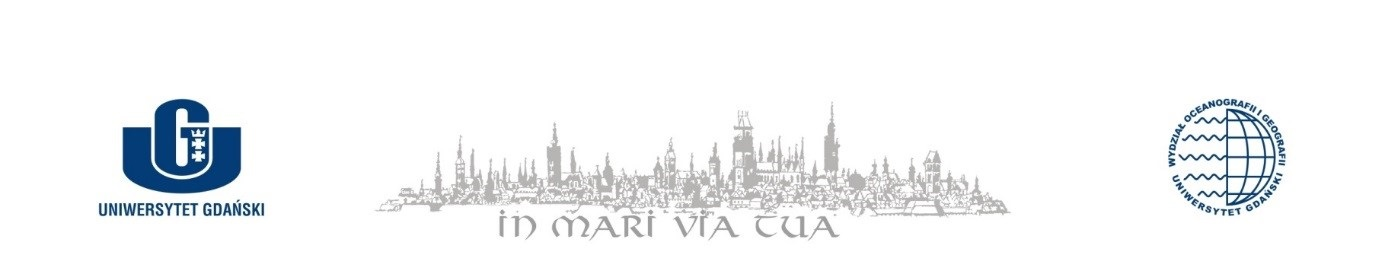 UNIWERSYTET GDAŃSKI
in mari via tua
WYDZIAŁ OCEANOGRAFII I GEOGRAFII
UNIWERSYTET GDAŃSKI